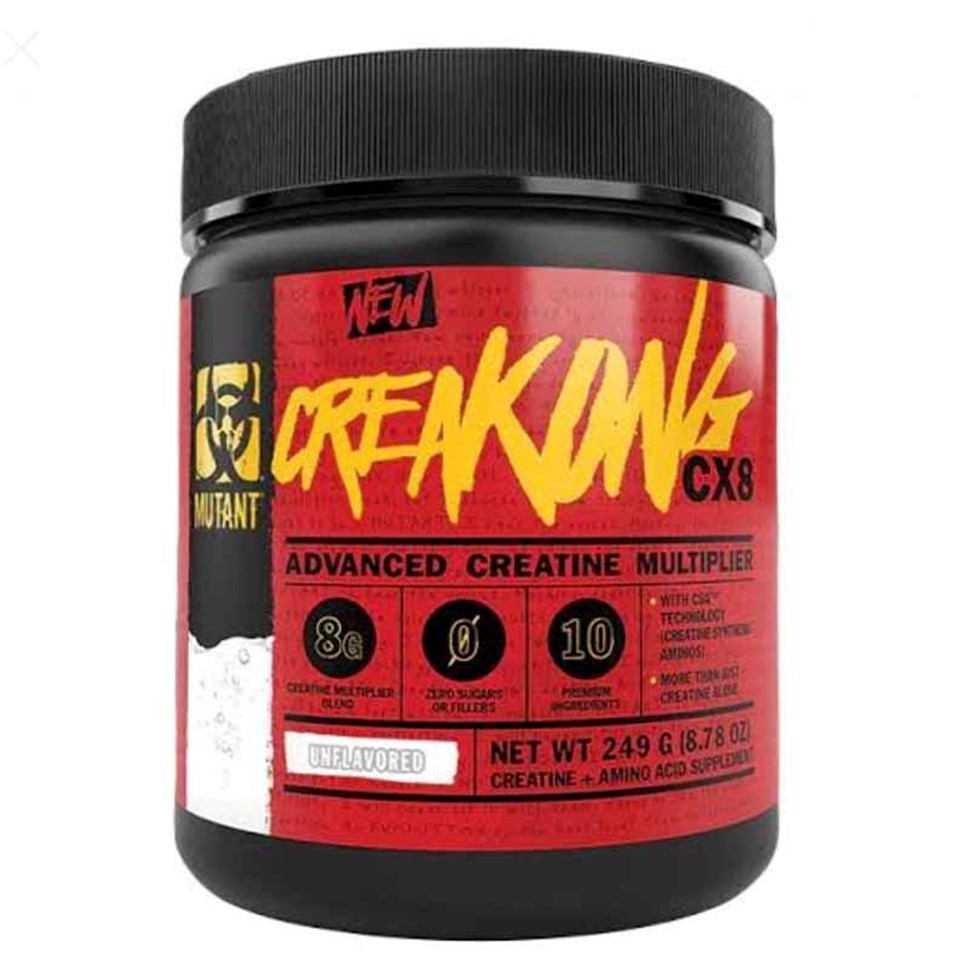 NEW
CREAKONG
CX8
MUTANT
ADVANCED CREATINE MULTIPLIER
8G
CREATINE MULTIPLIER
BLEND
0
ZERO SUGARS
OR FILLERS
10
PREMIUM
INGREDIENTS
• WITH CSA™
TECHNOLOGY
(CREATINE SYNTHESIS
AMINOS)
• MORE THAN JUST
CREATINE ALONE
UNFLAVORED
NET WT 249 G (8.78 OZ)
CREATINE + AMINO ACID SUPPLEMENT